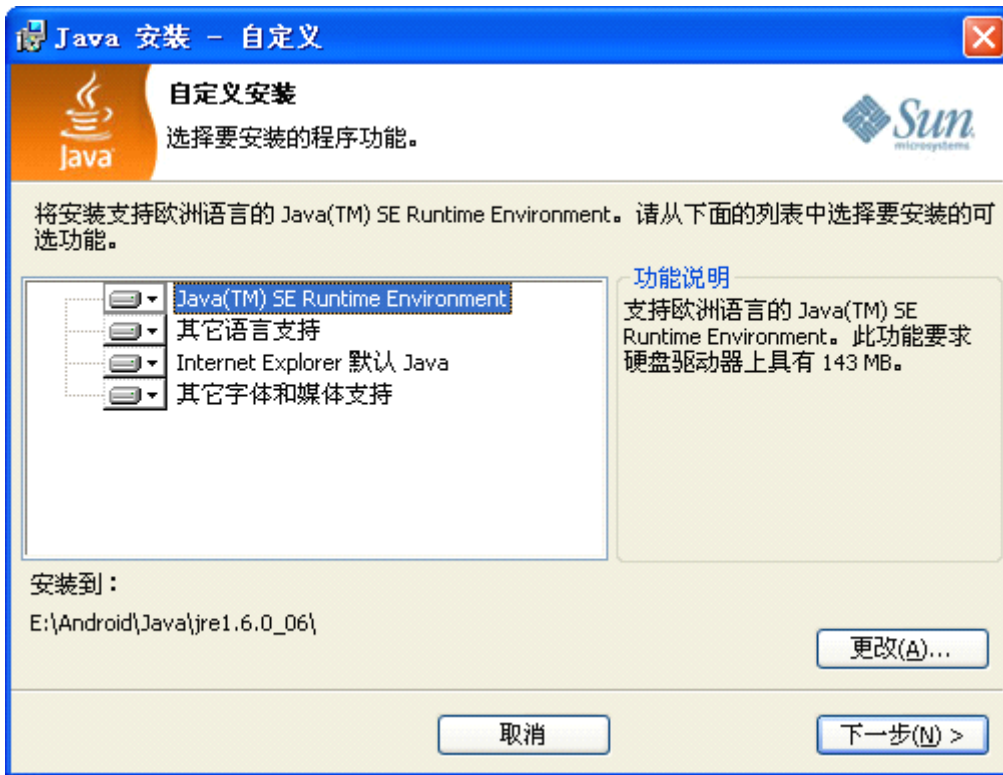 Java 安装 - 自定义
Java
自定义安装
选择要安装的程序功能。
Sun
microsystems
将安装支持欧洲语言的 Java(TM) SE Runtime Environment。请从下面的列表中选择要安装的可
选功能。
Java(TM) SE Runtime Environment
其它语言支持
Internet Explorer 默认 Java
其它字体和媒体支持
功能说明
支持欧洲语言的 Java(TM) SE
Runtime Environment。此功能要求
硬盘驱动器上具有 143 MB。
安装到：
E:\Android\Java\jre1.6.0_06\
更改(A)...
取消
下一步(N) >